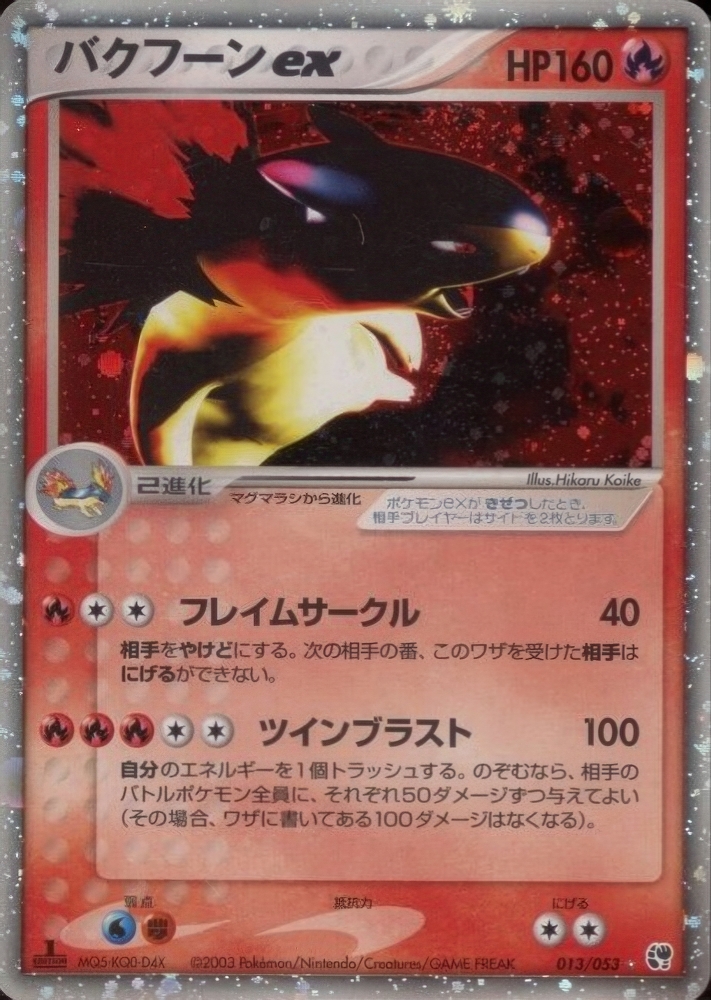 バクフーンex HP160
Illus.Hikaru Koike
2進化
マグマラシから進化
ポケモンexが きぜつしたとき、
相手プレイヤーはサイドを2枚とります。
フレイムサークル 40
相手をやけどにする。次の相手の番、このワザを受けた相手は
にげるができない。
ツインブラスト 100
自分のエネルギーを1個トラッシュする。のぞむなら、相手の
バトルポケモン全員に、それぞれ50ダメージずつ与えてよい
(その場合、ワザに書いてある100ダメージはなくなる)。
弱点 抵抗力 にげる
1
EDITION
MQ5-KQ0-D4X ©2003 Pokémon/Nintendo/Creatures/GAME FREAK 013/053